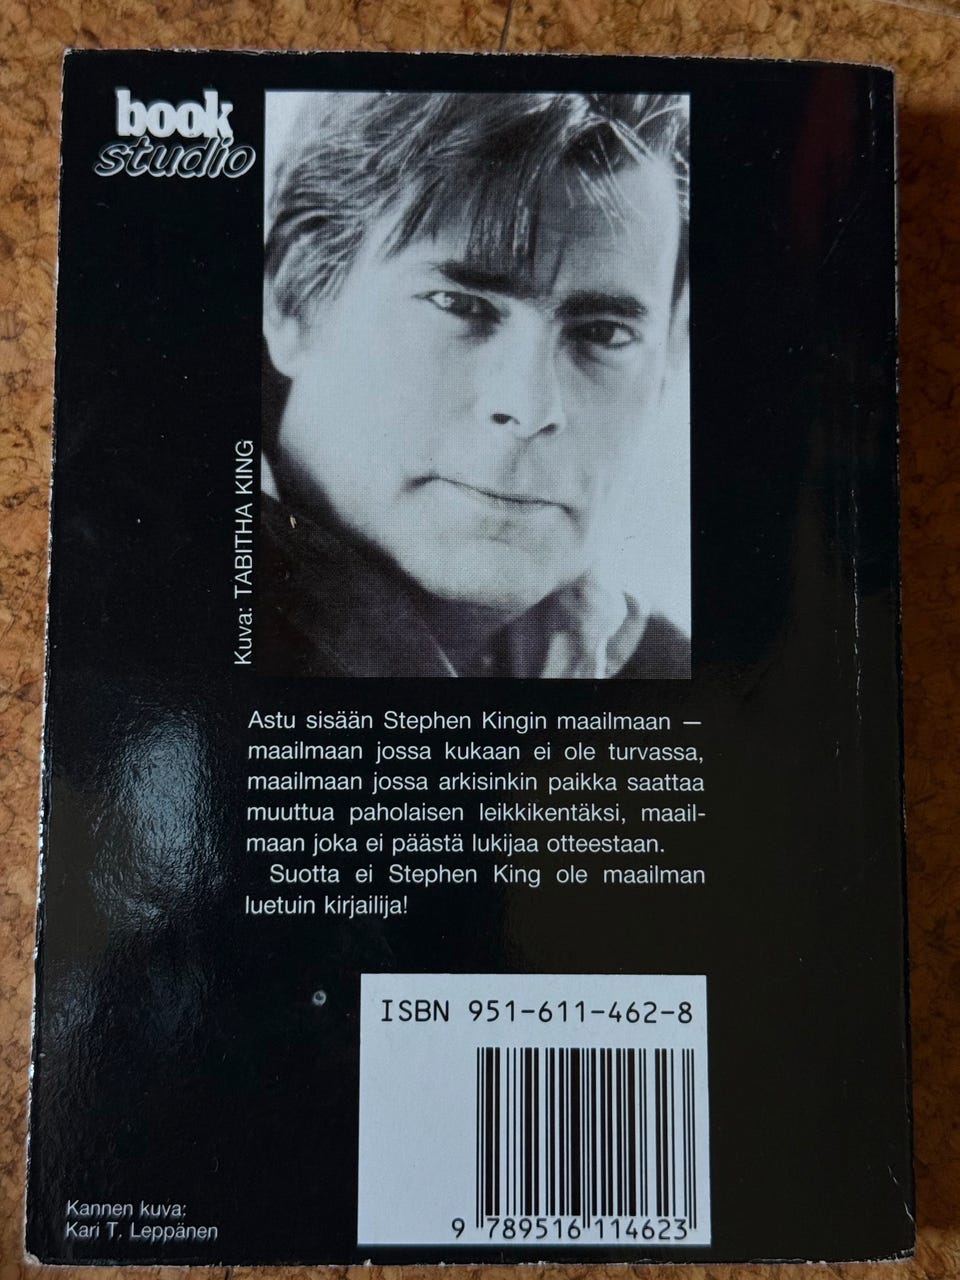 book
studio
Kuva: TABITHA KING
Astu sisään Stephen Kingin maailmaan —
maailmaan jossa kukaan ei ole turvassa,
maailmaan jossa arkisinkin paikka saattaa
muuttua paholaisen leikkikentäksi, maail-
maan joka ei päästä lukijaa otteestaan.
Suotta ei Stephen King ole maailman
luetuin kirjailija!
ISBN 951-611-462-8
9 789516 114623
Kannen kuva:
Kari T. Leppänen